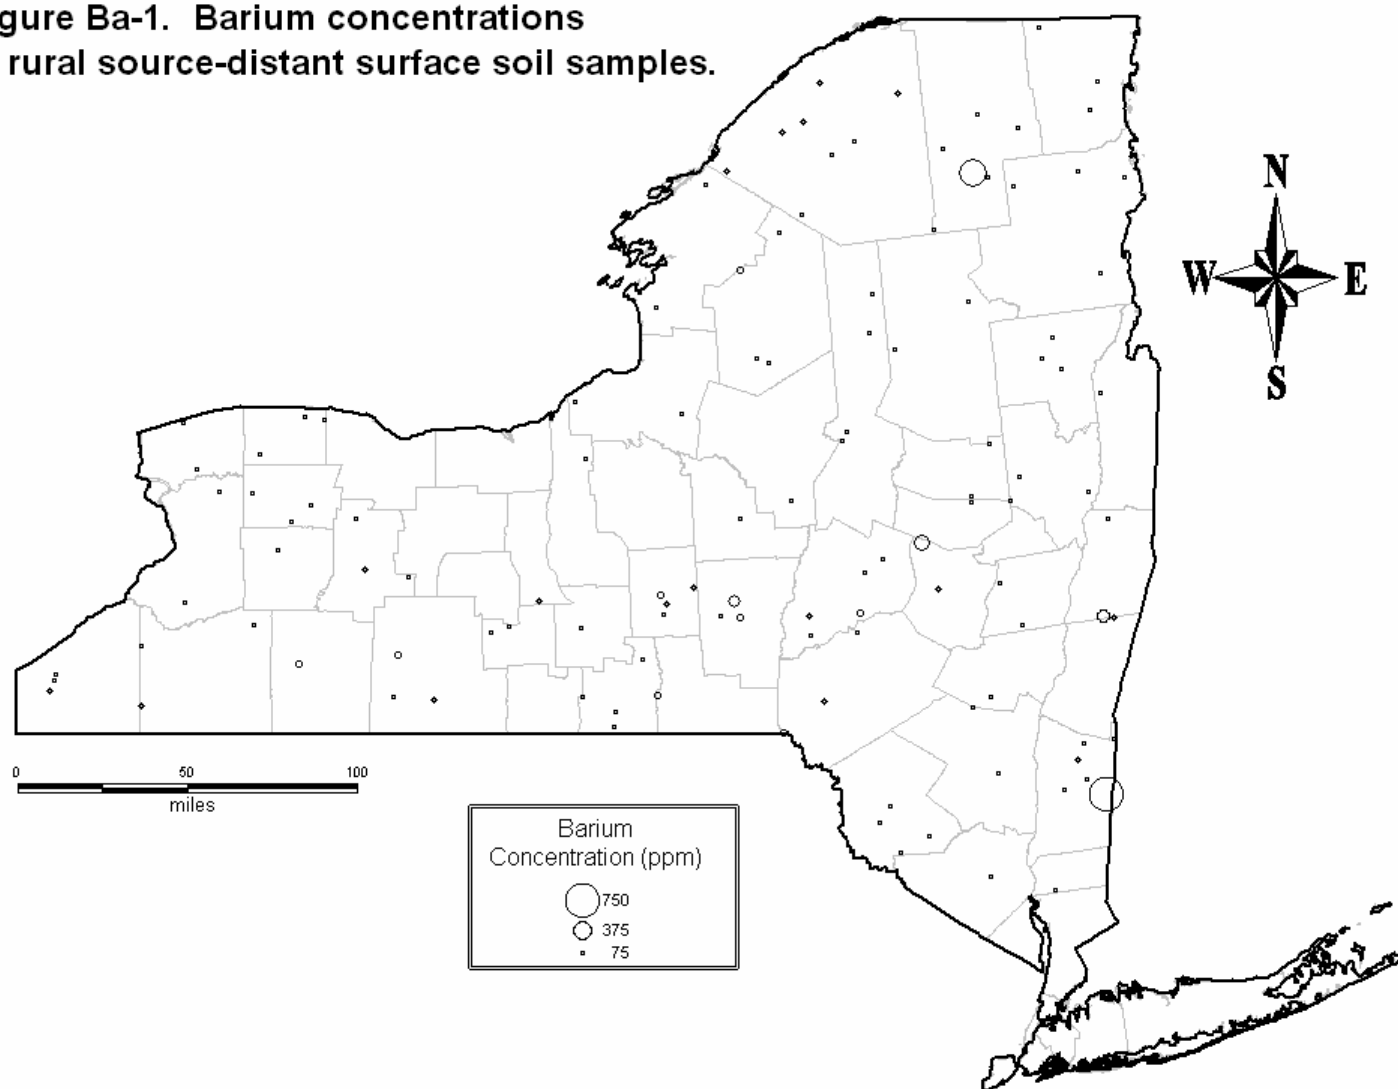 gure Ba-1. Barium concentrations
rural source-distant surface soil samples.
N
W E
S
0 50 100
miles
Barium
Concentration (ppm)
750
375
75